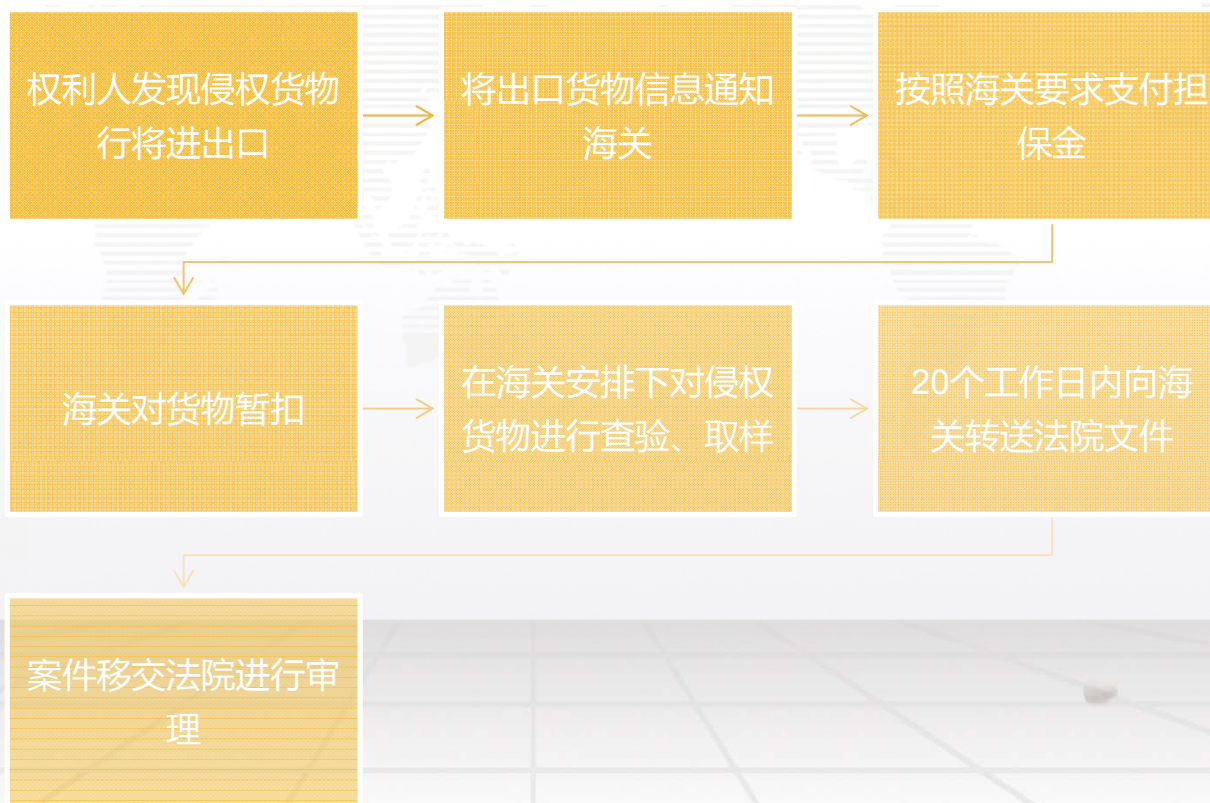 权利人发现侵权货物
行将进出口
将出口货物信息通知
海关
按照海关要求支付担
保金
海关对货物暂扣
在海关安排下对侵权
货物进行查验、取样
20个工作日内向海
关转送法院文件
案件移交法院进行审
理